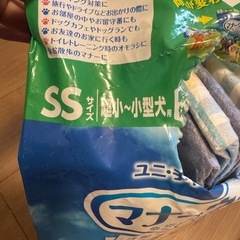 旅行やドライブなどお出かけの際に
お部屋の中やお留守番にも
ドッグカフェやドッグランでも
お友達のお家に行く時も
トイレトレーニング時のオモラシに
お散歩のマナーに
SSサイズ
超小~小型犬用
ユニ・チ
マナー